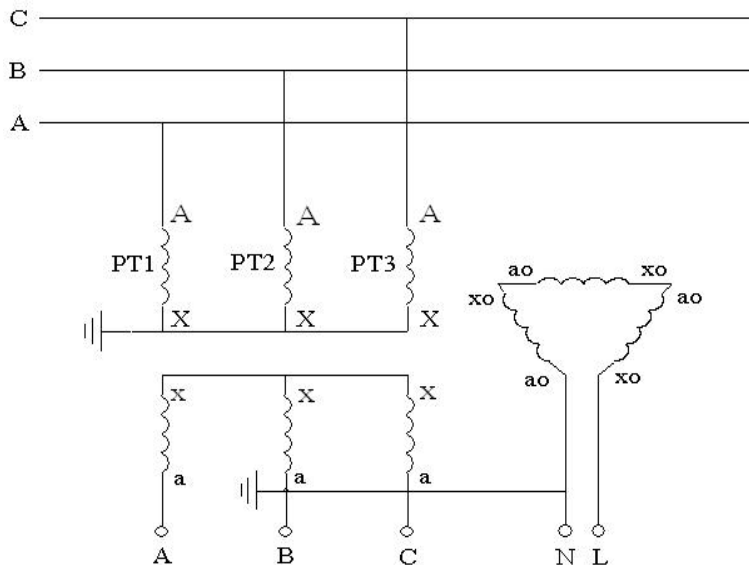 C
B
A
A A A
PT1 PT2 PT3
X X X
ao xo
xo ao
ao xo
x x x
a a a
A B C N L